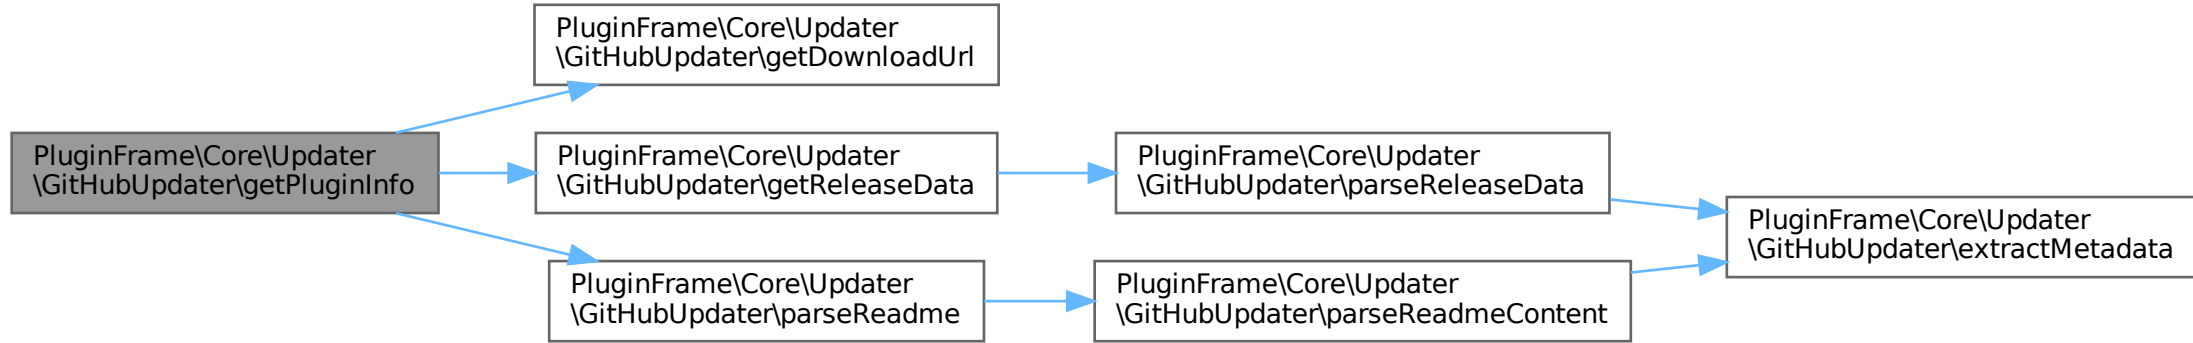 PluginFrame\Core\Updater
\GitHubUpdater\getPluginInfo
PluginFrame\Core\Updater
\GitHubUpdater\getDownloadUrl
PluginFrame\Core\Updater
\GitHubUpdater\getReleaseData
PluginFrame\Core\Updater
\GitHubUpdater\parseReadme
PluginFrame\Core\Updater
\GitHubUpdater\parseReleaseData
PluginFrame\Core\Updater
\GitHubUpdater\parseReadmeContent
PluginFrame\Core\Updater
\GitHubUpdater\extractMetadata